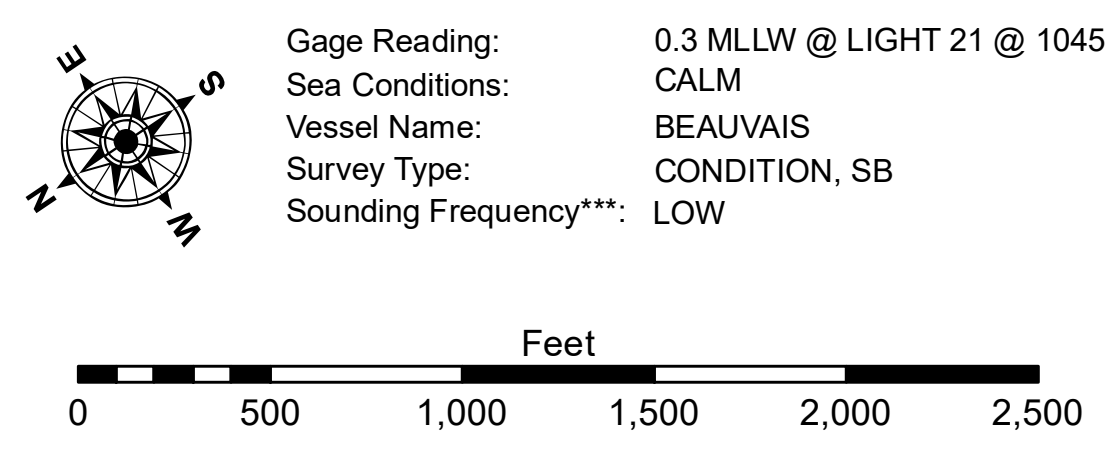 E
S
N
W
Gage Reading: 0.3 MLLW @ LIGHT 21 @ 1045
Sea Conditions: CALM
Vessel Name: BEAUVAIS
Survey Type: CONDITION, SB
Sounding Frequency***: LOW
Feet
0 500 1,000 1,500 2,000 2,500